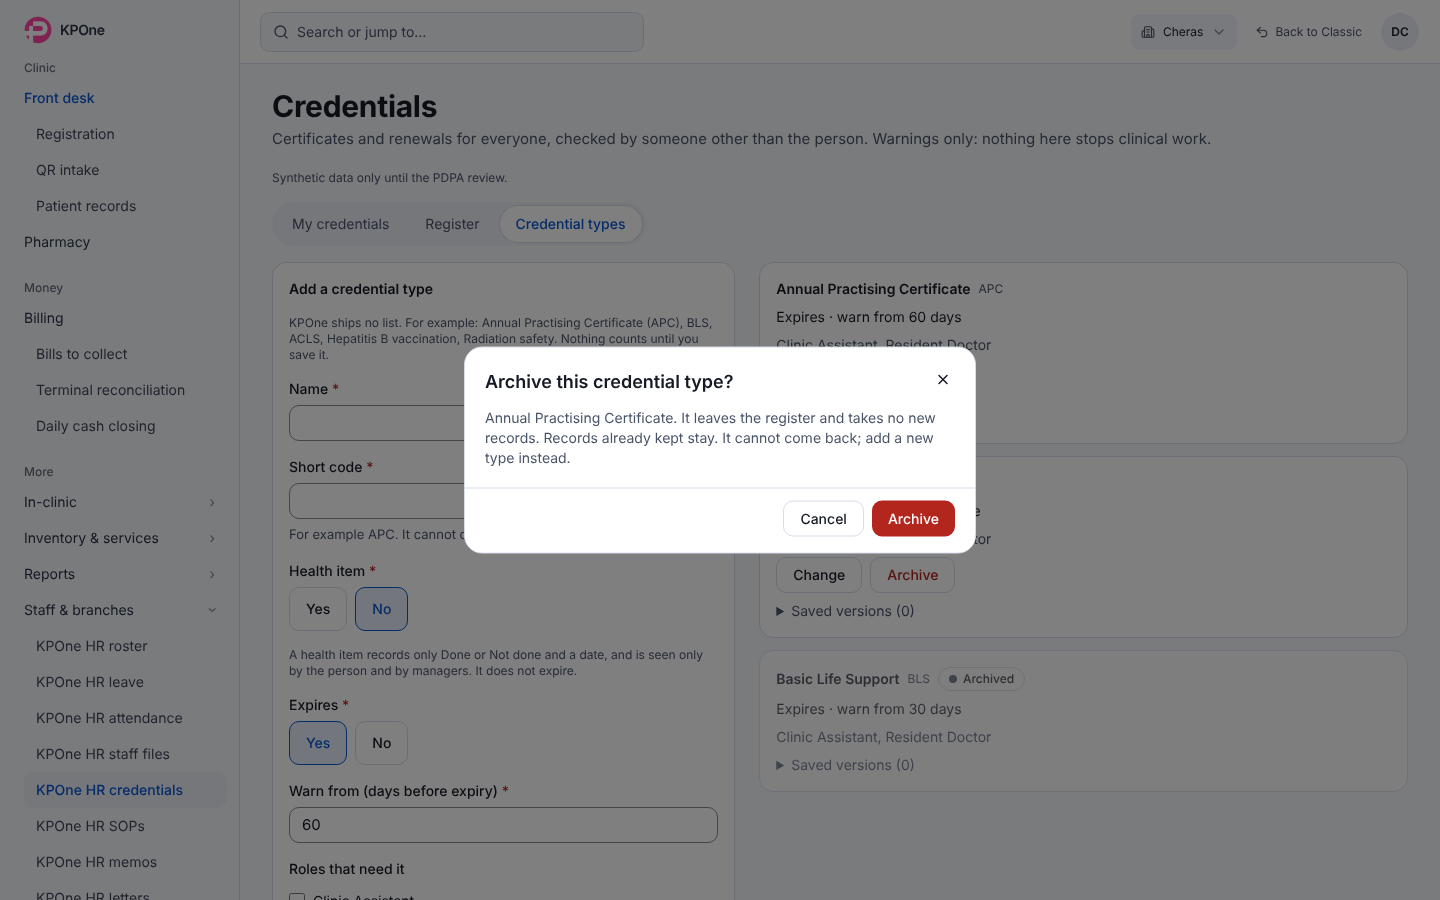 KPOne
Search or jump to...
Cheras
Back to Classic
DC
Clinic
Front desk
Registration
QR intake
Patient records
Pharmacy
Money
Billing
Bills to collect
Terminal reconciliation
Daily cash closing
More
In-clinic
Inventory & services
Reports
Staff & branches
KPOne HR roster
KPOne HR leave
KPOne HR attendance
KPOne HR staff files
KPOne HR credentials
KPOne HR SOPs
KPOne HR memos
KPOne HR letters
Credentials
Certificates and renewals for everyone, checked by someone other than the person. Warnings only: nothing here stops clinical work.
Synthetic data only until the PDPA review.
My credentials
Register
Credential types
Add a credential type
KPOne ships no list. For example: Annual Practising Certificate (APC), BLS,
ACLS, Hepatitis B vaccination, Radiation safety. Nothing counts until you
save it.
Name *
Short code *
For example APC. It cannot
Health item *
Yes
No
A health item records only Done or Not done and a date, and is seen only
by the person and by managers. It does not expire.
Expires *
Yes
No
Warn from (days before expiry) *
60
Roles that need it
Clinic Assistant
Annual Practising Certificate APC
Expires · warn from 60 days
Clinic Assistant, Resident Doctor
Change
Archive
Saved versions (0)
Basic Life Support BLS Archived
Expires · warn from 30 days
Clinic Assistant, Resident Doctor
Saved versions (0)
Archive this credential type?
Annual Practising Certificate. It leaves the register and takes no new
records. Records already kept stay. It cannot come back; add a new
type instead.
Cancel
Archive